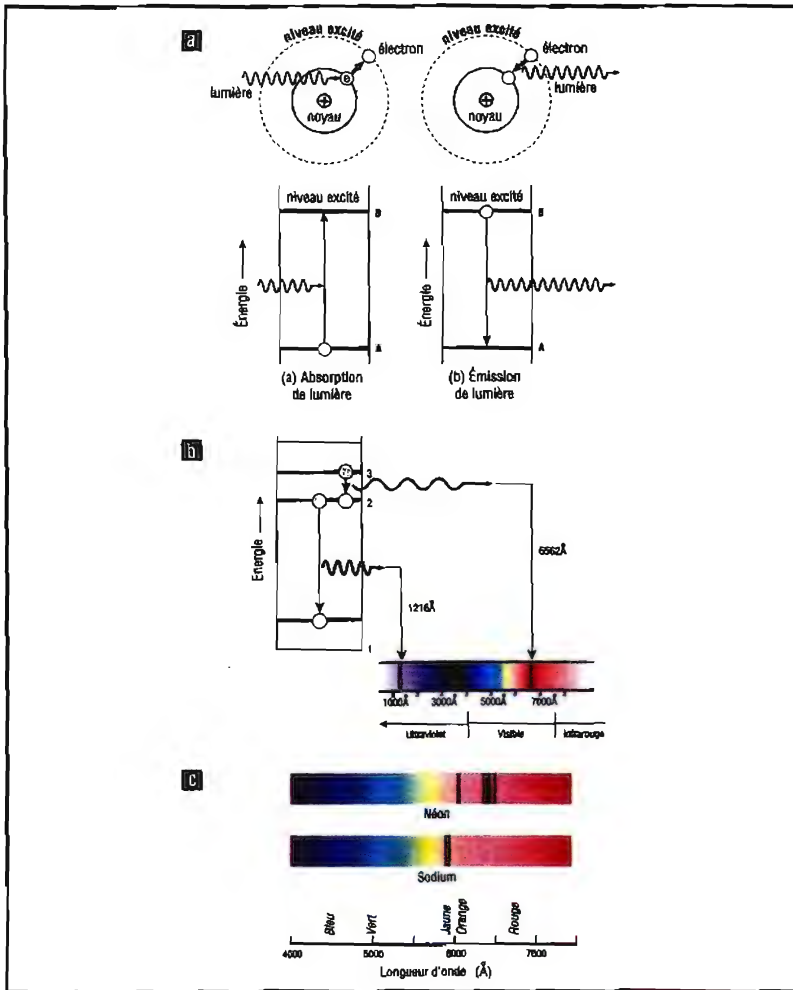 a
niveau excité
électron
lumière
e
noyau
niveau excité
électron
lumière
noyau
niveau excité
B
Énergie
A
(a) Absorption
de lumière
niveau excité
B
Énergie
A
(b) Émission
de lumière
b
3
2
Energie
1
6562Å
1216Å
1000Å 3000Å 5000Å 7000Å
Ultraviolet Visible Infrarouge
c
Néon
Sodium
Bleu Vert Jaune Orange Rouge
4000 5000 6000 7000
Longueur d'onde (Å)